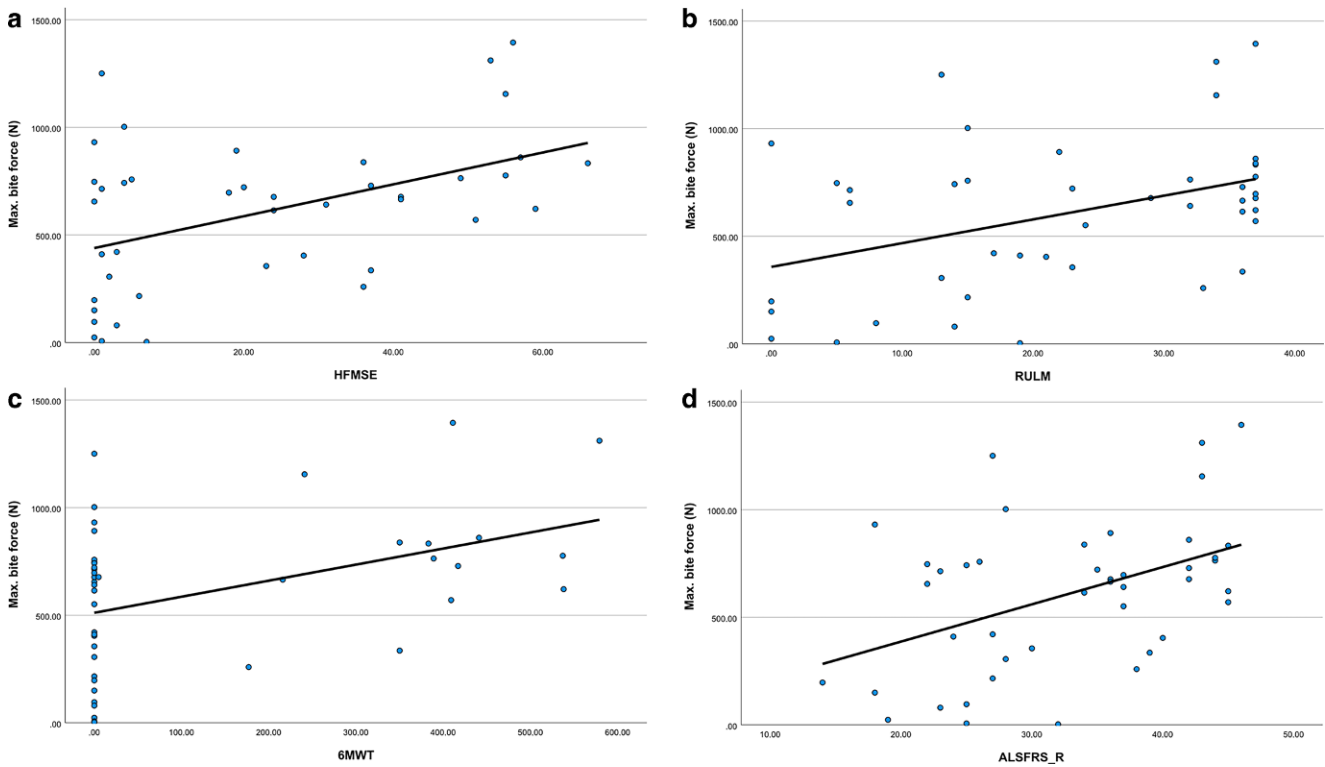 a
Max. bite force (N)
1500.00
1000.00
500.00
.00
.00 20.00 40.00 60.00
HFMSE
b
Max. bite force (N)
1500.00
1000.00
500.00
.00
.00 10.00 20.00 30.00 40.00
RULM
c
Max. bite force (N)
1500.00
1000.00
500.00
.00
.00 100.00 200.00 300.00 400.00 500.00 600.00
6MWT
d
Max. bite force (N)
1500.00
1000.00
500.00
.00
10.00 20.00 30.00 40.00 50.00
ALSFRS_R